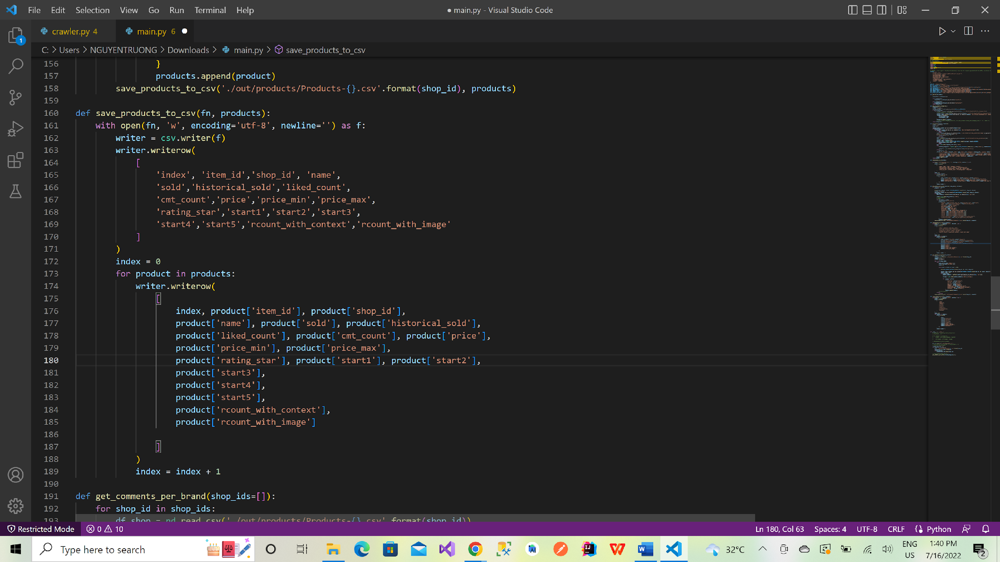 File Edit Selection View Go Run Terminal Help
● main.py - Visual Studio Code
crawler.py 4
main.py 6
C: > Users > NGUYENTRUONG > Downloads > main.py > save_products_to_csv
156 }
157 products.append(product)
158 save_products_to_csv('./out/products/Products-{}.csv'.format(shop_id), products)
159
160 def save_products_to_csv(fn, products):
161 with open(fn, 'w', encoding='utf-8', newline='') as f:
162 writer = csv.writer(f)
163 writer.writerow(
164 [
165 'index', 'item_id','shop_id', 'name',
166 'sold','historical_sold','liked_count',
167 'cmt_count','price','price_min','price_max',
168 'rating_star','start1','start2','start3',
169 'start4','start5','rcount_with_context','rcount_with_image'
170 ]
171 )
172 index = 0
173 for product in products:
174 writer.writerow(
175 [
176 index, product['item_id'], product['shop_id'],
177 product['name'], product['sold'], product['historical_sold'],
178 product['liked_count'], product['cmt_count'], product['price'],
179 product['price_min'], product['price_max'],
180 product['rating_star'], product['start1'], product['start2'],
181 product['start3'],
182 product['start4'],
183 product['start5'],
184 product['rcount_with_context'],
185 product['rcount_with_image']
186
187 ]
188 )
189 index = index + 1
190
191 def get_comments_per_brand(shop_ids=[]):
192 for shop_id in shop_ids:
193 df_shop = pd.read_csv('./out/products/Products-{}.csv'.format(shop_id))
1
Restricted Mode 0 10
Ln 180, Col 63 Spaces: 4 UTF-8 CRLF Python
Type here to search
32°C
ENG
US
1:40 PM
7/16/2022
2